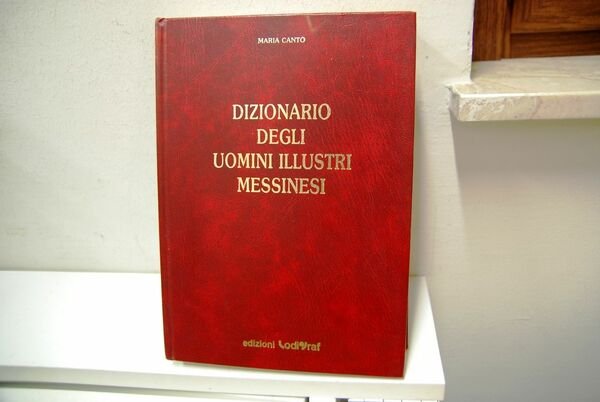 MARIA CANTO
DIZIONARIO
DEGLI
UOMINI ILLUSTRI
MESSINESI
edizioni Lodigraf